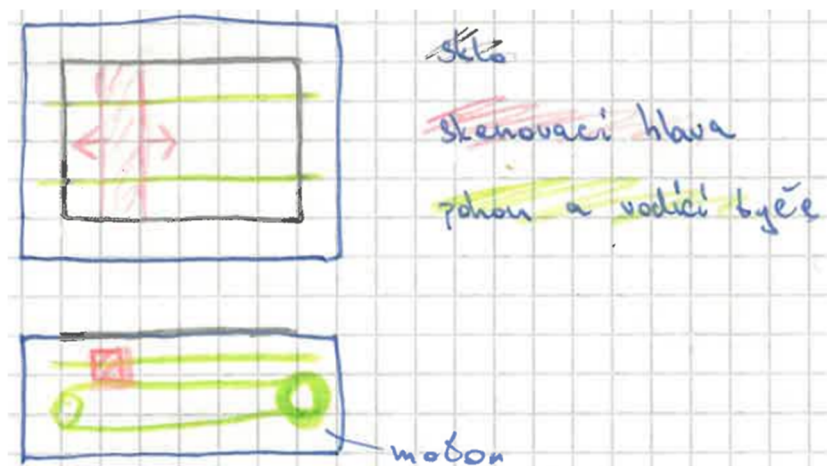 sklo
skenovací hlava
pohon a vodící tyče
motor